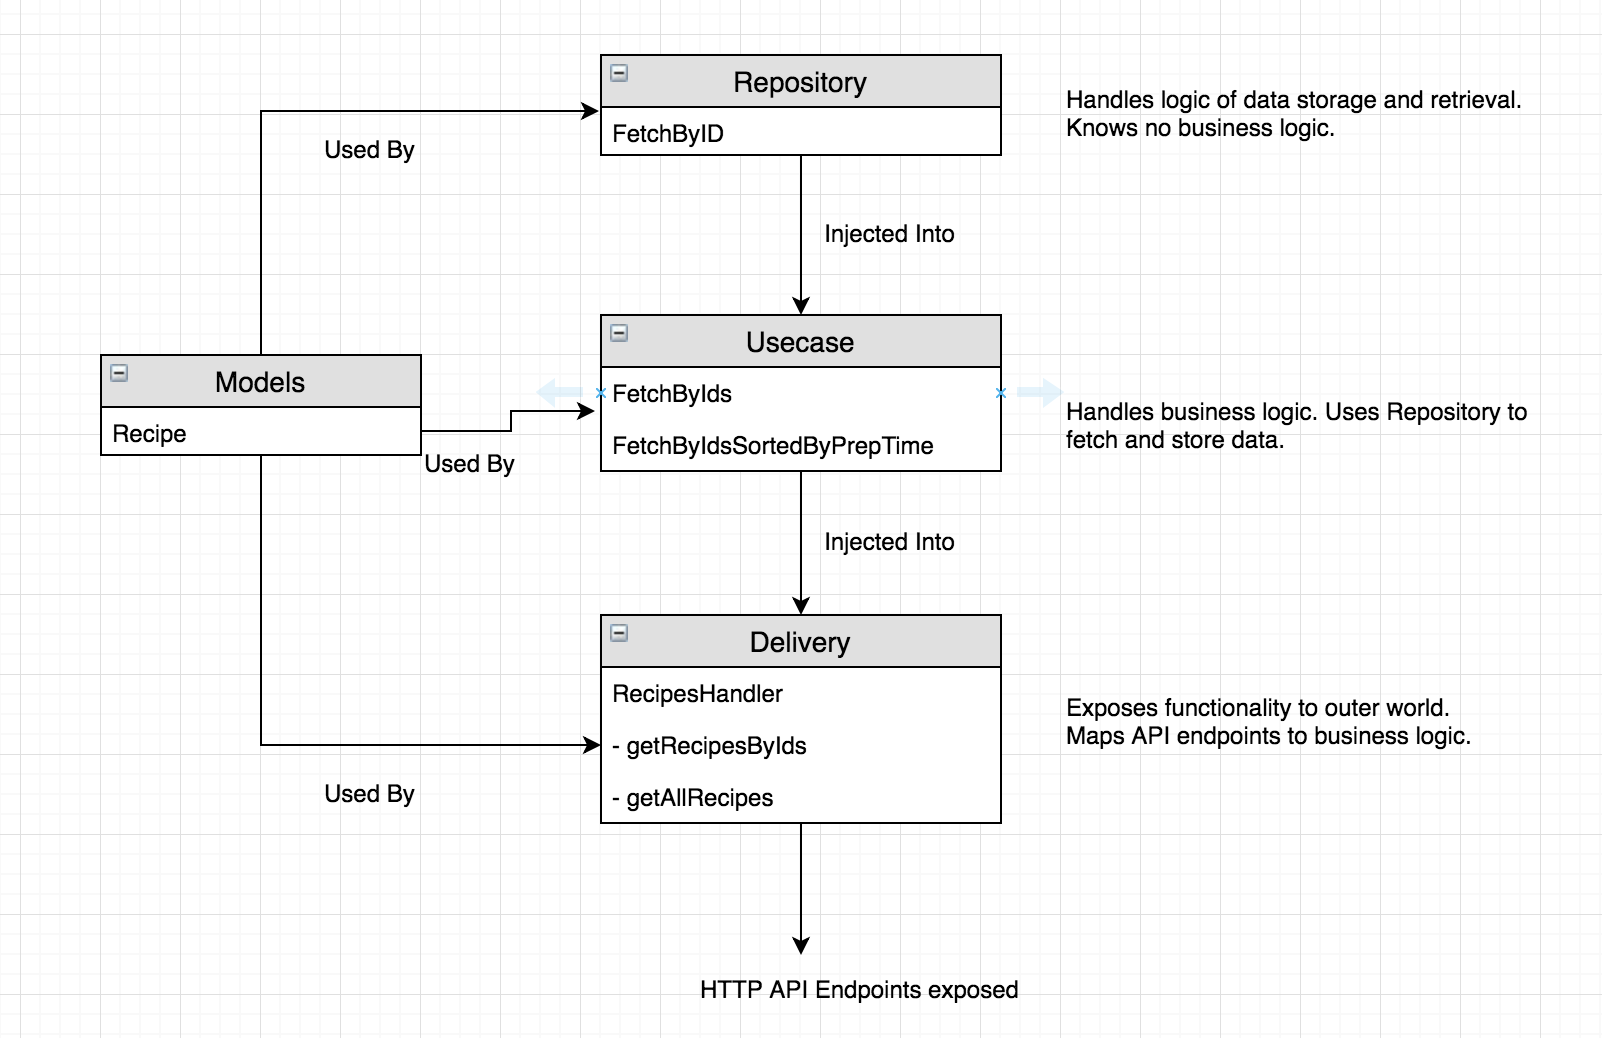 Repository
FetchByID
Handles logic of data storage and retrieval.
Knows no business logic.
Used By
Injected Into
Usecase
FetchByIds
FetchByIdsSortedByPrepTime
Handles business logic. Uses Repository to
fetch and store data.
Models
Recipe
Used By
Injected Into
Delivery
RecipesHandler
- getRecipesByIds
- getAllRecipes
Exposes functionality to outer world.
Maps API endpoints to business logic.
Used By
HTTP API Endpoints exposed